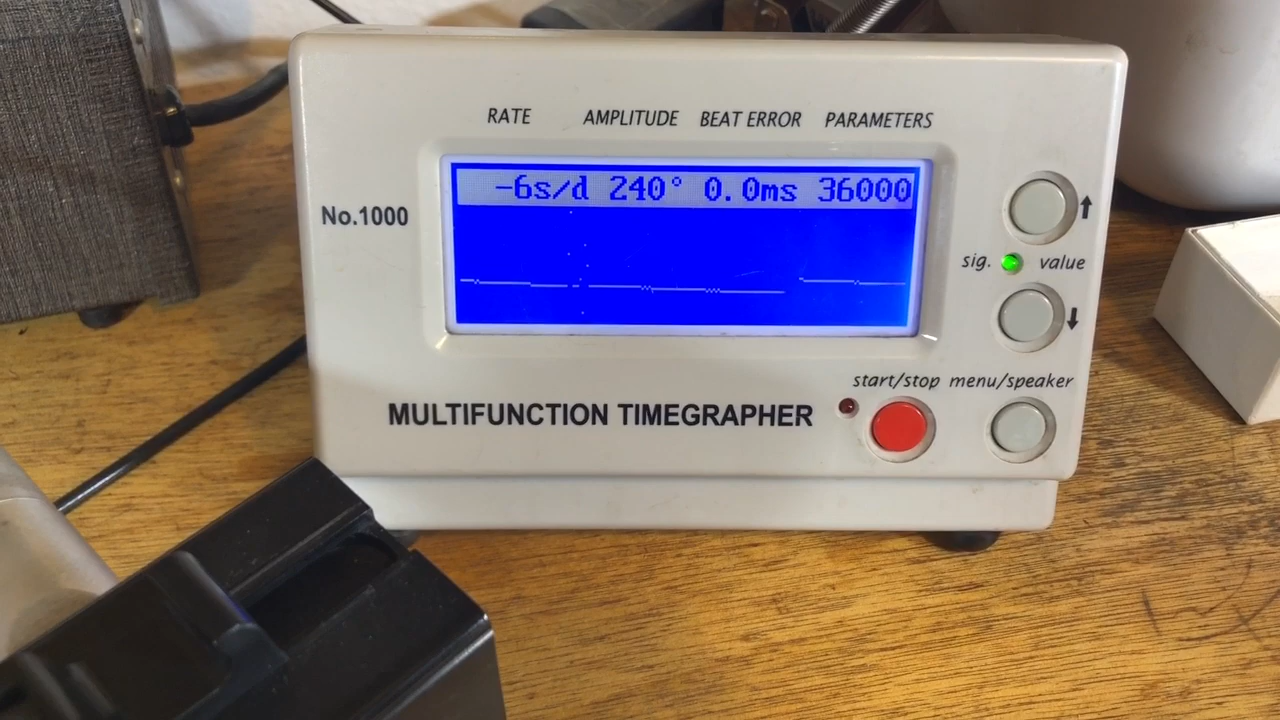 RATE AMPLITUDE BEAT ERROR PARAMETERS
-6s/d 240° 0.0ms 36000
No.1000
sig. value
start/stop menu/speaker
MULTIFUNCTION TIMEGRAPHER